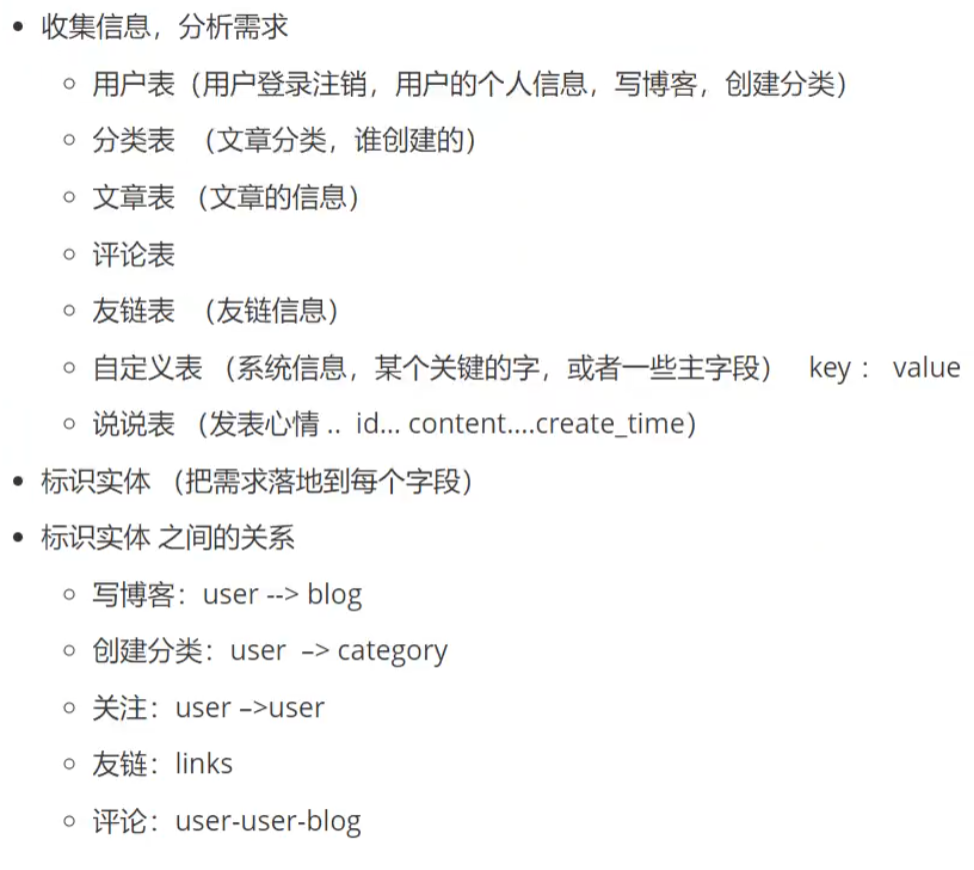 收集信息，分析需求
用户表（用户登录注销，用户的个人信息，写博客，创建分类）
分类表 （文章分类，谁创建的）
文章表 （文章的信息）
评论表
友链表 （友链信息）
自定义表 （系统信息，某个关键的字，或者一些主字段） key： value
说说表 （发表心情 .. id... content....create_time）
标识实体 （把需求落地到每个字段）
标识实体 之间的关系
写博客：user --> blog
创建分类：user –> category
关注：user –>user
友链：links
评论：user-user-blog